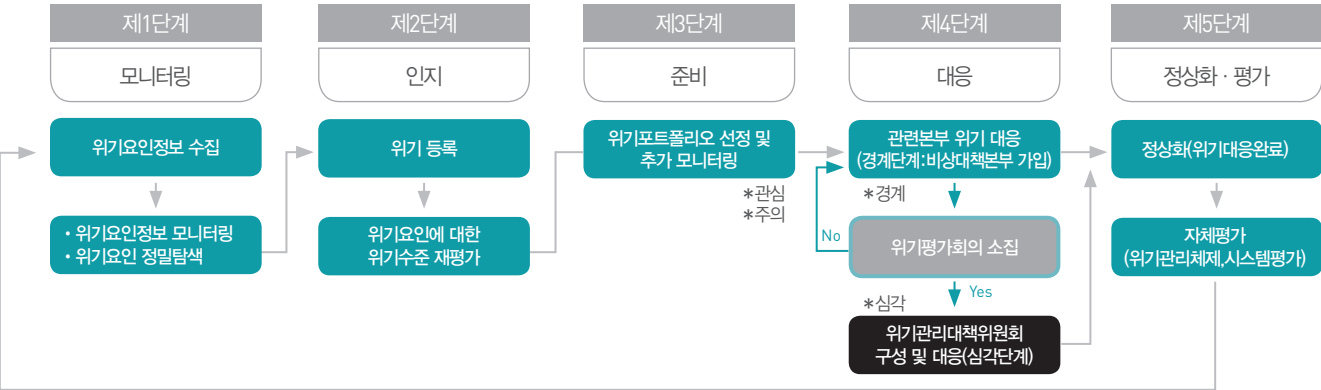 제1단계
모니터링
위기요인정보 수집
• 위기요인정보 모니터링
• 위기요인 정밀탐색
제2단계
인지
위기 등록
위기요인에 대한
위기수준 재평가
제3단계
준비
위기포트폴리오 선정 및
추가 모니터링
*관심
*주의
제4단계
대응
관련본부 위기 대응
(경계단계:비상대책본부 가입)
*경계
No
위기평가회의 소집
Yes
*심각
위기관리대책위원회
구성 및 대응(심각단계)
제5단계
정상화 · 평가
정상화(위기대응완료)
자체평가
(위기관리체제,시스템평가)